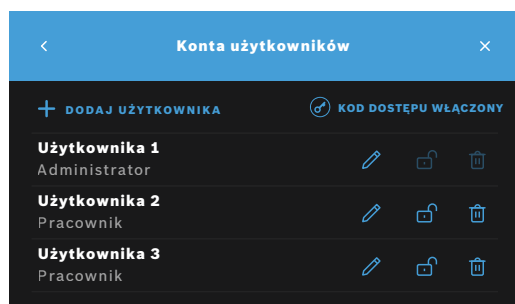 Konta użytkowników
DODAJ UŻYTKOWNIKA
KOD DOSTĘPU WŁĄCZONY
Użytkownika 1
Administrator
Użytkownika 2
Pracownik
Użytkownika 3
Pracownik